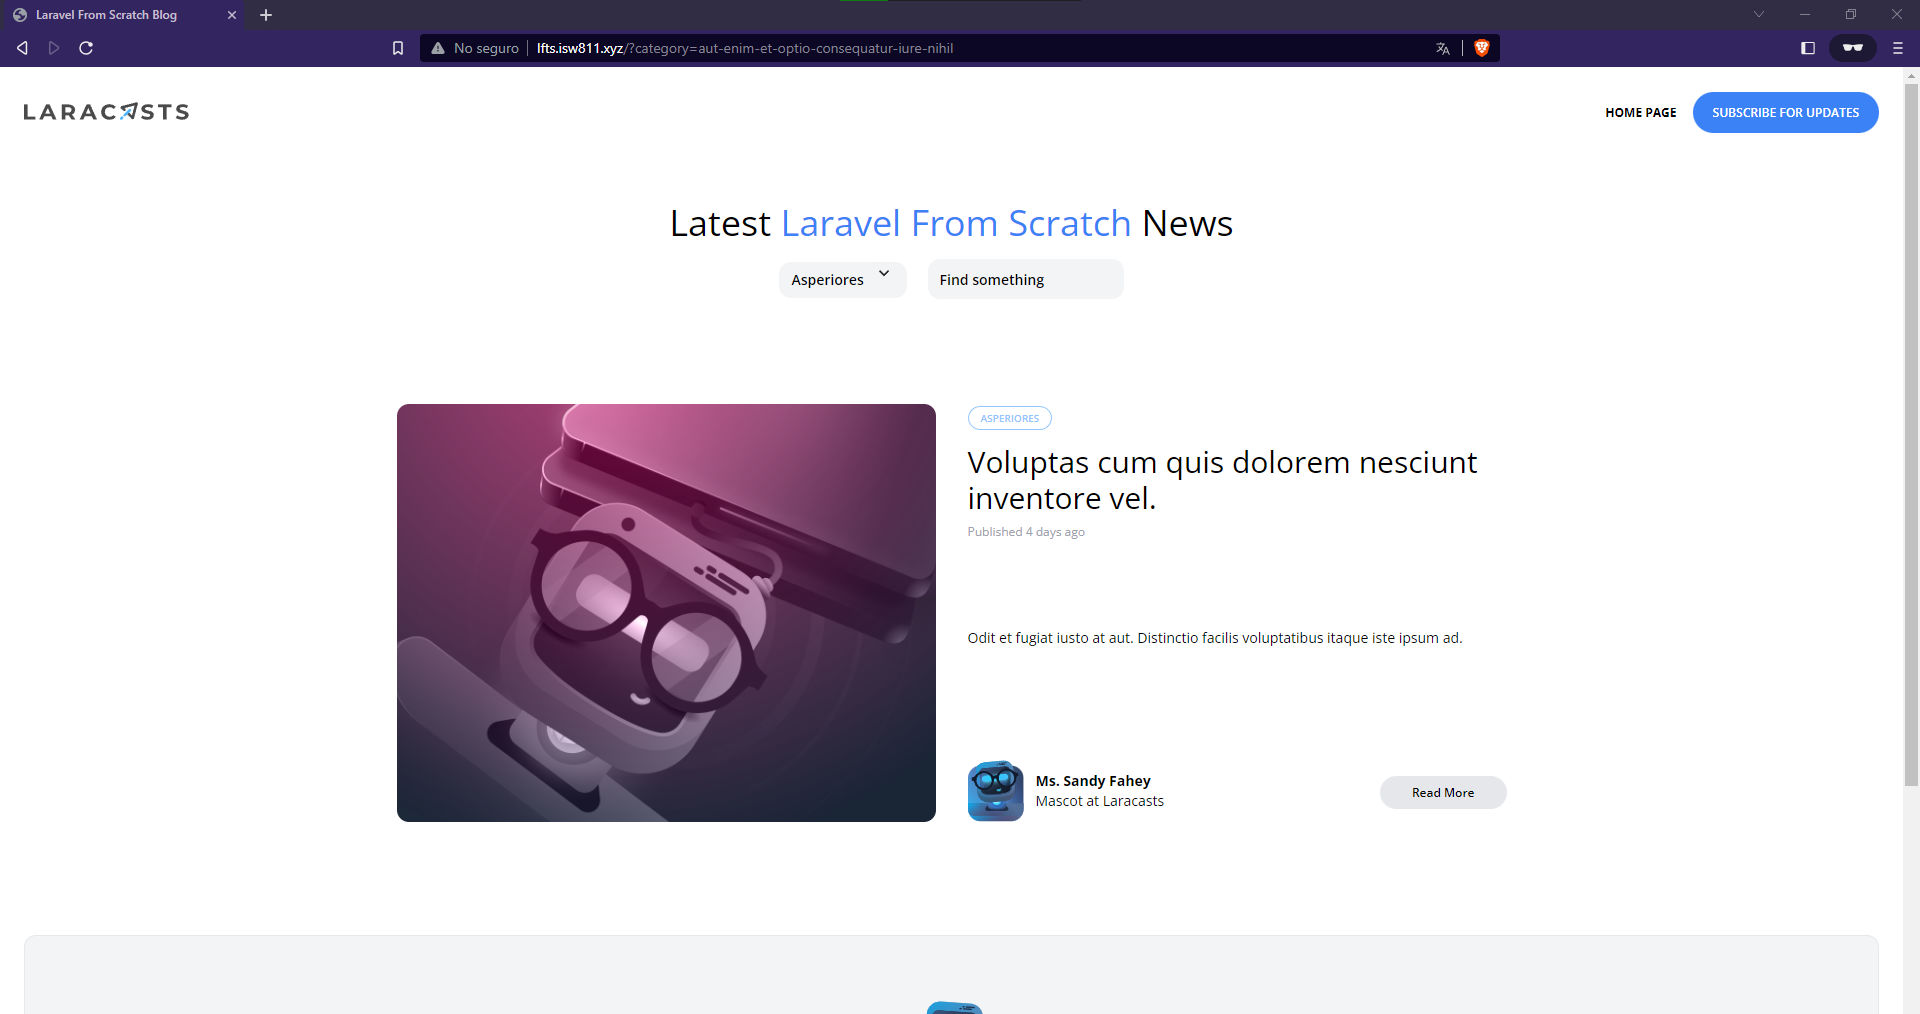 Laravel From Scratch Blog
No seguro
lfts.isw811.xyz/?category=aut-enim-et-optio-consequatur-iure-nihil
LARACASTS
HOME PAGE
SUBSCRIBE FOR UPDATES
Latest Laravel From Scratch News
Asperiores
Find something
ASPERIORES
Voluptas cum quis dolorem nesciunt
inventore vel.
Published 4 days ago
Odit et fugiat iusto at aut. Distinctio facilis voluptatibus itaque iste ipsum ad.
Ms. Sandy Fahey
Mascot at Laracasts
Read More